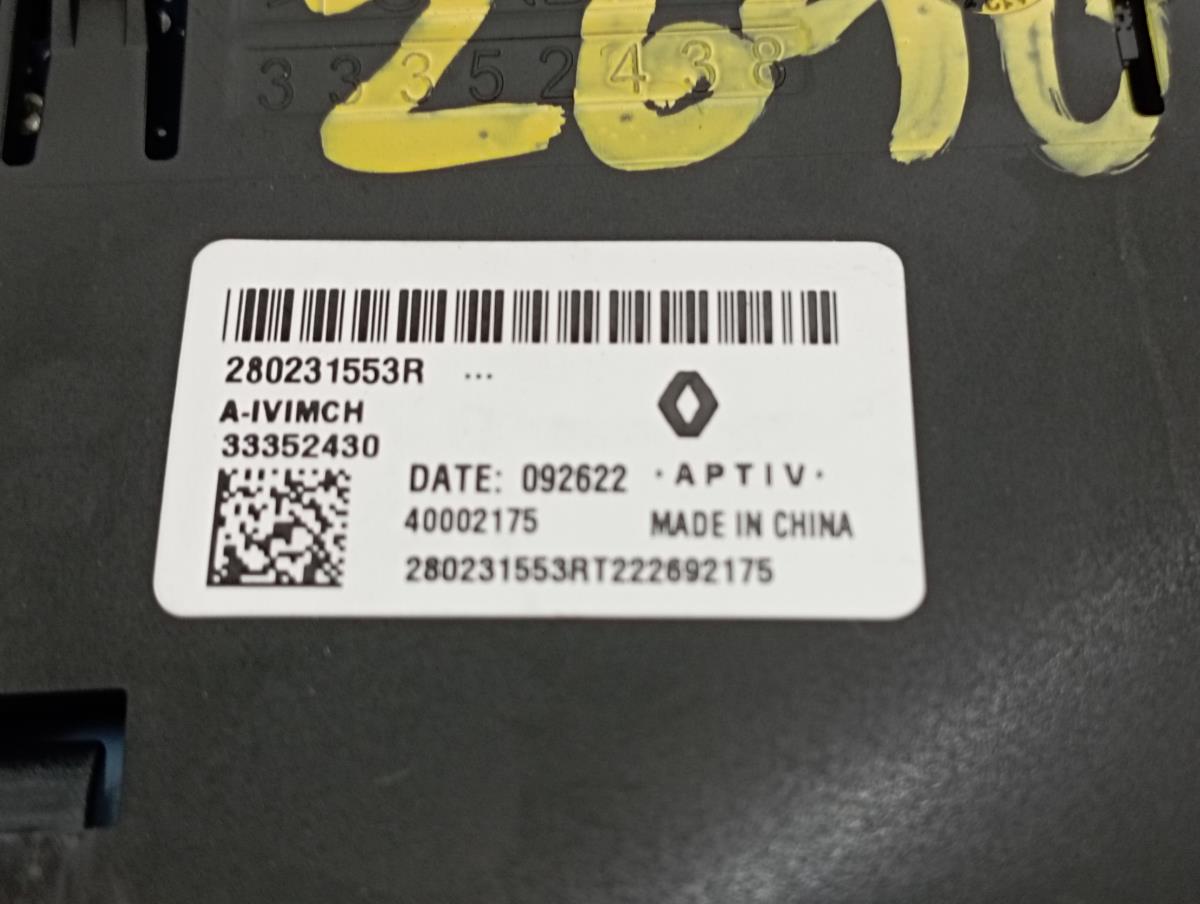 33352438
280231553R ...
A-IVIMCH
33352430
DATE: 092622 ·APTIV·
40002175 MADE IN CHINA
280231553RT222692175